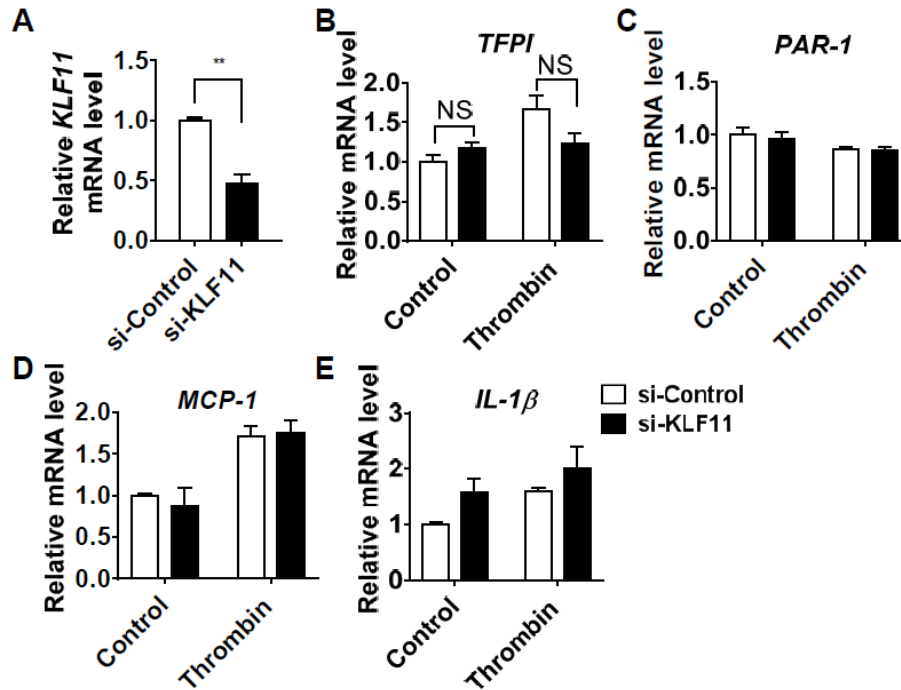 A
Relative KLF11
mRNA level
1.5
1.0
0.5
0.0
**
si-Control
si-KLF11
B
TFPI
Relative mRNA level
2.0
1.5
1.0
0.5
0.0
NS
NS
Control
Thrombin
C
PAR-1
Relative mRNA level
1.5
1.0
0.5
0.0
Control
Thrombin
D
MCP-1
Relative mRNA level
2.0
1.5
1.0
0.5
0.0
Control
Thrombin
E
IL-1β
Relative mRNA level
3
2
1
0
Control
Thrombin
si-Control
si-KLF11